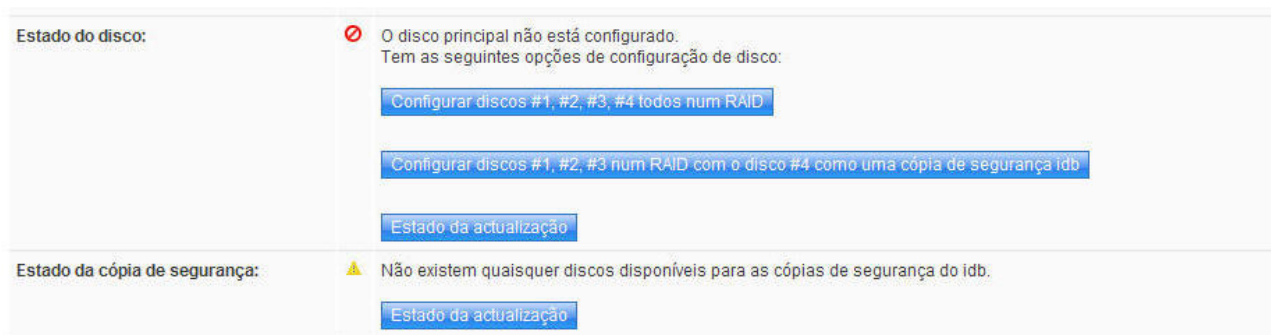 Estado do disco:
O disco principal não está configurado.
Tem as seguintes opções de configuração de disco:
Configurar discos #1, #2, #3, #4 todos num RAID
Configurar discos #1, #2, #3 num RAID com o disco #4 como uma cópia de segurança idb
Estado da actualização
Estado da cópia de segurança:
Não existem quaisquer discos disponíveis para as cópias de segurança do idb.
Estado da actualização